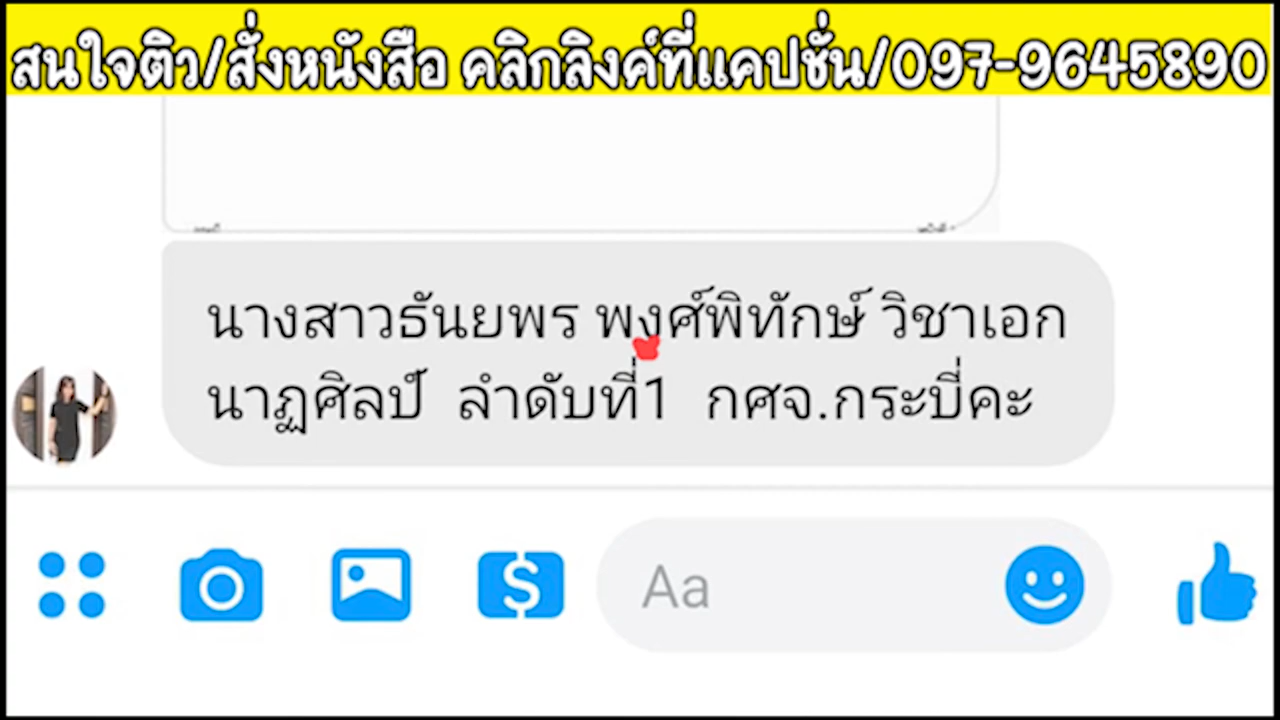 สนใจติว/สั่งหนังสือ คลิกลิงค์ที่แคปชั่น/097-9645890
นางสาวธันยพร พงศ์พิทักษ์ วิชาเอก
นาฏศิลป์ ลำดับที่1 กศจ.กระบี่คะ
Aa